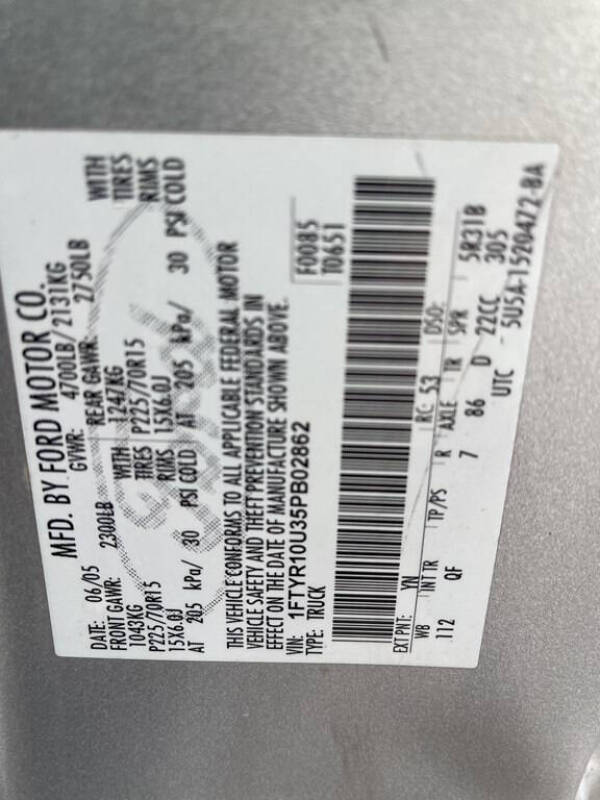 MFD. BY FORD MOTOR CO.
DATE: 06/05 GVWR: 4700LB/2131KG
FRONT GAWR: 2300LB REAR GAWR: 2750LB
1043KG WITH 1247KG WITH
P225/70R15 TIRES P225/70R15 TIRES
15X6.0J RIMS 15X6.0J RIMS
AT 205 kPa/ 30 PSI COLD AT 205 kPa/ 30 PSI COLD
THIS VEHICLE CONFORMS TO ALL APPLICABLE FEDERAL MOTOR
VEHICLE SAFETY AND THEFT PREVENTION STANDARDS IN
EFFECT ON THE DATE OF MANUFACTURE SHOWN ABOVE.
VIN: 1FTYR10U35PB02862 F0085
TYPE: TRUCK T0651
EXT PNT: YN RC: 53 DSO:
WB INT TR TP/PS R AXLE TR SPR 5R31B
112 QF 7 86 D 22CC 305
UTC 5U5A-1520472-BA